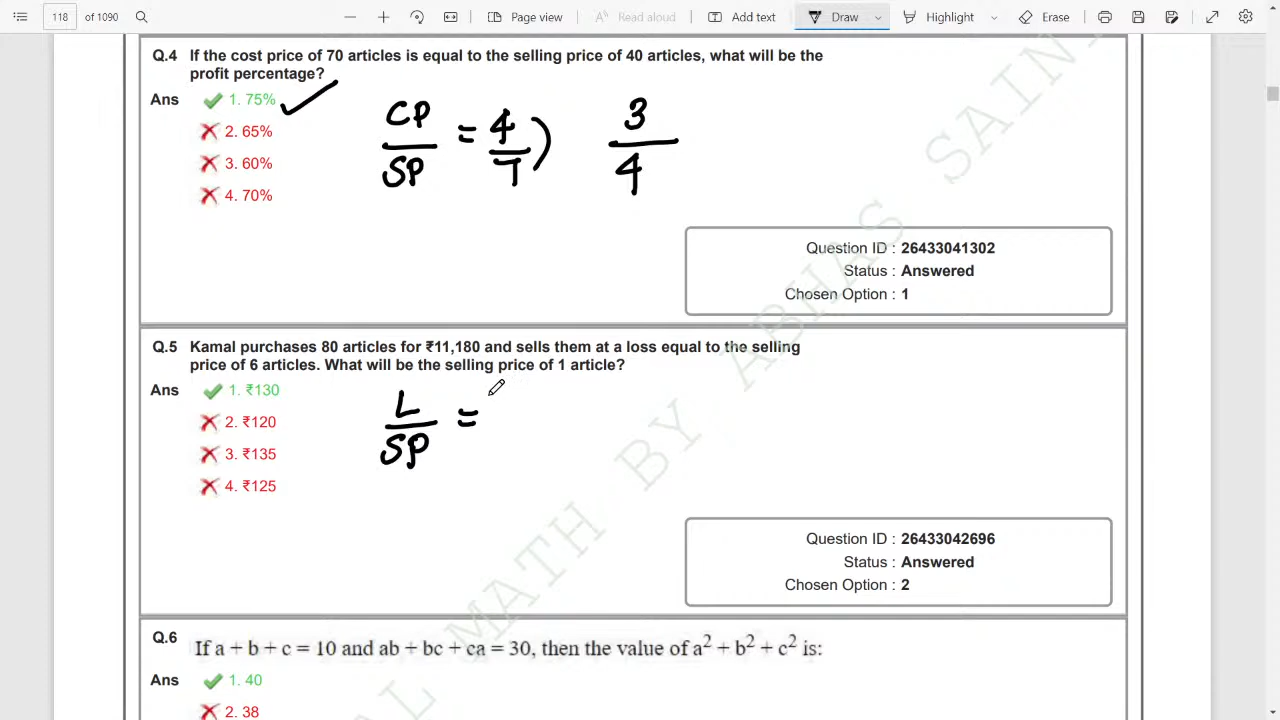 118 of 1090
Page view
Read aloud
Add text
Draw
Highlight
Erase
Q.4 If the cost price of 70 articles is equal to the selling price of 40 articles, what will be the
profit percentage?
Ans 1. 75%
2. 65%
3. 60%
4. 70%
CP/SP = 4/7) 3/4
Question ID : 26433041302
Status : Answered
Chosen Option : 1
Q.5 Kamal purchases 80 articles for ₹11,180 and sells them at a loss equal to the selling
price of 6 articles. What will be the selling price of 1 article?
Ans 1. ₹130
2. ₹120
3. ₹135
4. ₹125
L/SP =
Question ID : 26433042696
Status : Answered
Chosen Option : 2
Q.6 If a + b + c = 10 and ab + bc + ca = 30, then the value of a² + b² + c² is:
Ans 1. 40
2. 38
MATH BY ABHAS SAINI